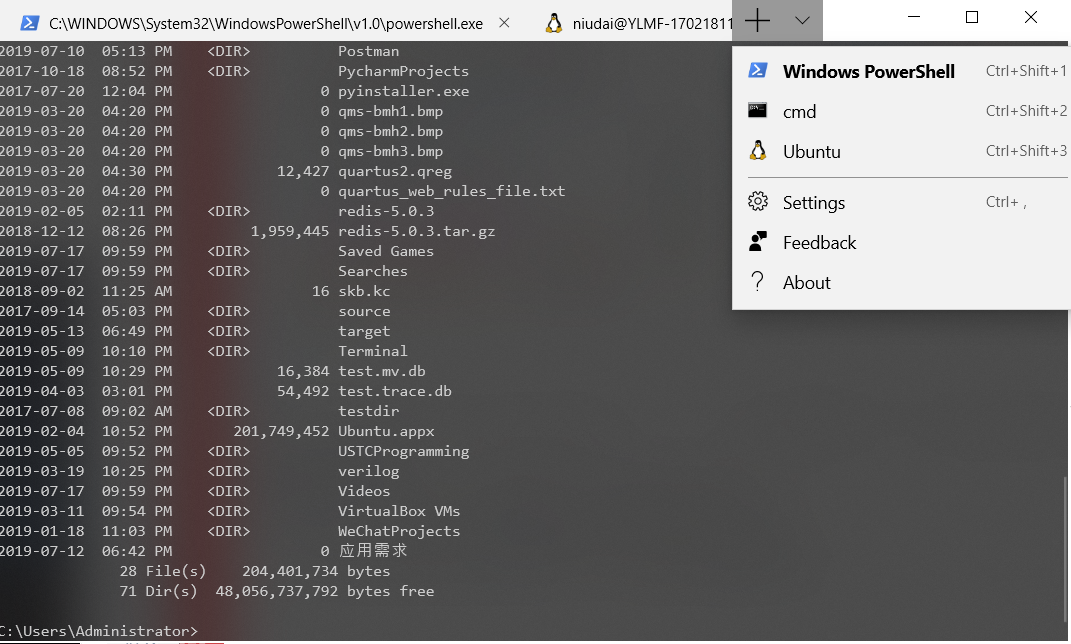 C:\WINDOWS\System32\WindowsPowerShell\v1.0\powershell.exe niudai@YLMF-17021811
2019-07-10 05:13 PM <DIR> Postman
2017-10-18 08:52 PM <DIR> PycharmProjects
2017-07-20 12:04 PM 0 pyinstaller.exe
2019-03-20 04:20 PM 0 qms-bmh1.bmp
2019-03-20 04:20 PM 0 qms-bmh2.bmp
2019-03-20 04:20 PM 0 qms-bmh3.bmp
2019-03-20 04:30 PM 12,427 quartus2.qreg
2019-03-20 04:20 PM 0 quartus_web_rules_file.txt
2019-02-05 02:11 PM <DIR> redis-5.0.3
2018-12-12 08:26 PM 1,959,445 redis-5.0.3.tar.gz
2019-07-17 09:59 PM <DIR> Saved Games
2019-07-17 09:59 PM <DIR> Searches
2018-09-02 11:25 AM 16 skb.kc
2017-09-14 05:03 PM <DIR> source
2019-05-13 06:49 PM <DIR> target
2019-05-09 10:10 PM <DIR> Terminal
2019-05-09 10:29 PM 16,384 test.mv.db
2019-04-03 03:01 PM 54,492 test.trace.db
2017-07-08 09:02 AM <DIR> testdir
2019-02-04 10:52 PM 201,749,452 Ubuntu.appx
2019-05-05 09:52 PM <DIR> USTCProgramming
2019-03-19 10:25 PM <DIR> verilog
2019-07-17 09:59 PM <DIR> Videos
2019-03-11 09:54 PM <DIR> VirtualBox VMs
2019-01-18 11:03 PM <DIR> WeChatProjects
2019-07-12 06:42 PM 0 应用需求
28 File(s) 204,401,734 bytes
71 Dir(s) 48,056,737,792 bytes free
C:\Users\Administrator>
Windows PowerShell Ctrl+Shift+1
cmd Ctrl+Shift+2
Ubuntu Ctrl+Shift+3
Settings Ctrl+ ,
Feedback
? About